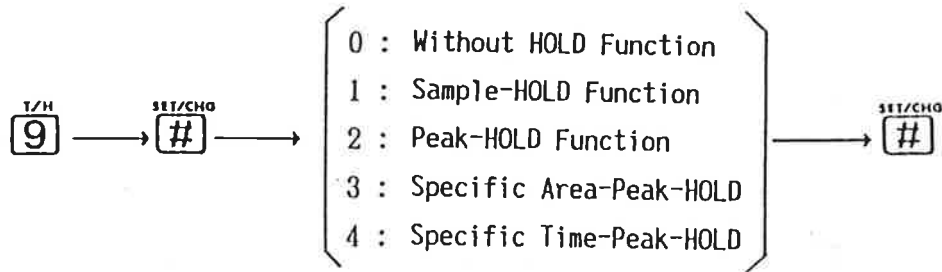 0 : Without HOLD Function
1 : Sample-HOLD Function
T/H SET/CHG SET/CHG
9 # 2 : Peak-HOLD Function #
3 : Specific Area-Peak-HOLD
4 : Specific Time-Peak-HOLD